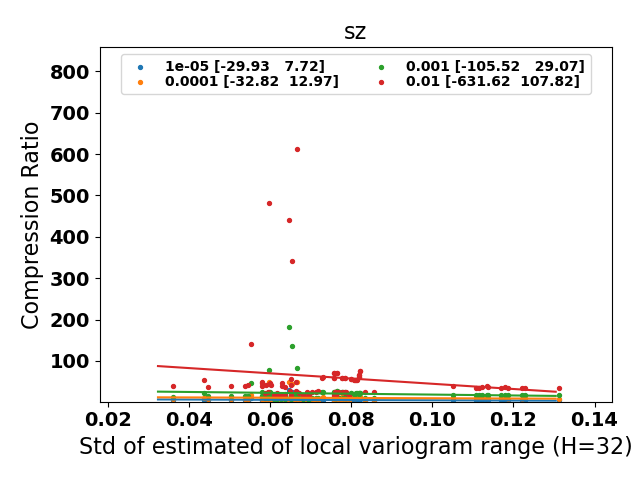 sz
1e-05 [-29.93 7.72]
0.0001 [-32.82 12.97]
0.001 [-105.52 29.07]
0.01 [-631.62 107.82]
Compression Ratio
800
700
600
500
400
300
200
100
0.02 0.04 0.06 0.08 0.10 0.12 0.14
Std of estimated of local variogram range (H=32)